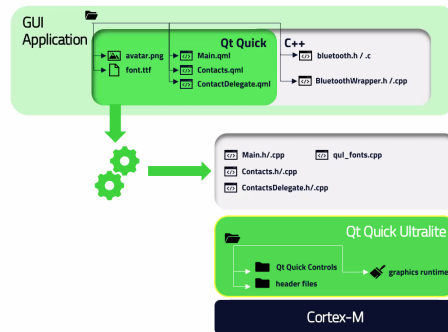 GUI
Application
Qt Quick
C++
avatar.png
font.ttf
Main.qml
Contacts.qml
ContactDelegate.qml
bluetooth.h / .c
BluetoothWrapper.h /.cpp
Main.h/.cpp
qul_fonts.cpp
Contacts.h/.cpp
ContactsDelegate.h/.cpp
Qt Quick Ultralite
Qt Quick Controls
header files
graphics runtime
Cortex-M